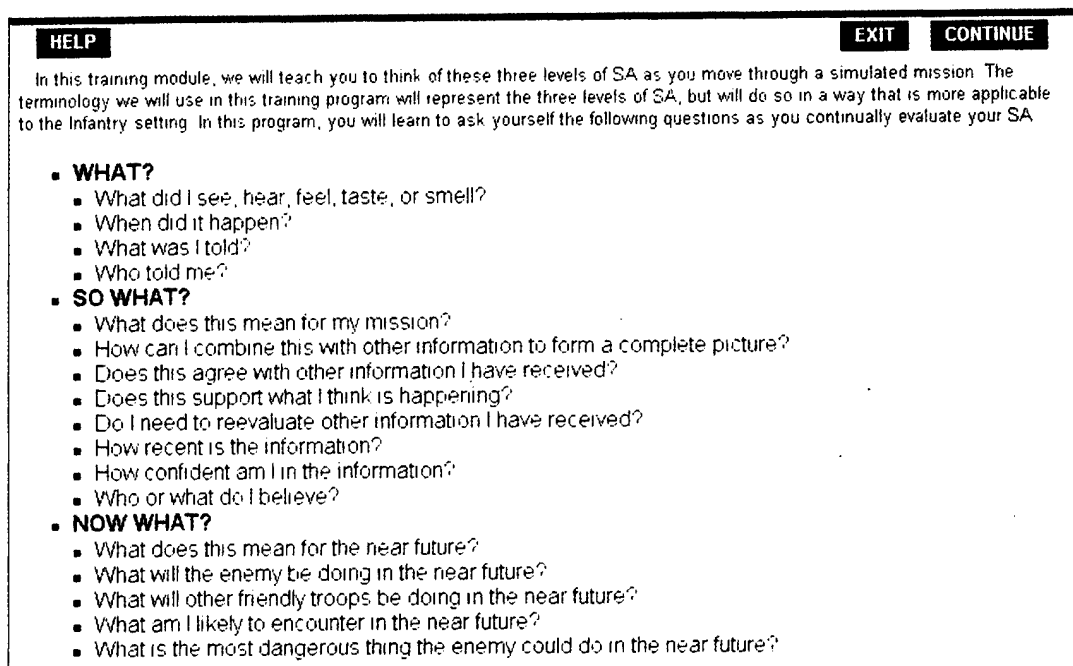 HELP EXIT CONTINUE
In this training module, we will teach you to think of these three levels of SA as you move through a simulated mission The
terminology we will use in this training program will represent the three levels of SA, but will do so in a way that is more applicable
to the Infantry setting In this program, you will learn to ask yourself the following questions as you continually evaluate your SA
▪ WHAT?
▪ What did I see, hear, feel, taste, or smell?
▪ When did it happen?
▪ What was I told?
▪ Who told me?
▪ SO WHAT?
▪ What does this mean for my mission?
▪ How can I combine this with other information to form a complete picture?
▪ Does this agree with other information I have received?
▪ Does this support what I think is happening?
▪ Do I need to reevaluate other information I have received?
▪ How recent is the information?
▪ How confident am I in the information?
▪ Who or what do I believe?
▪ NOW WHAT?
▪ What does this mean for the near future?
▪ What will the enemy be doing in the near future?
▪ What will other friendly troops be doing in the near future?
▪ What am I likely to encounter in the near future?
▪ What is the most dangerous thing the enemy could do in the near future?